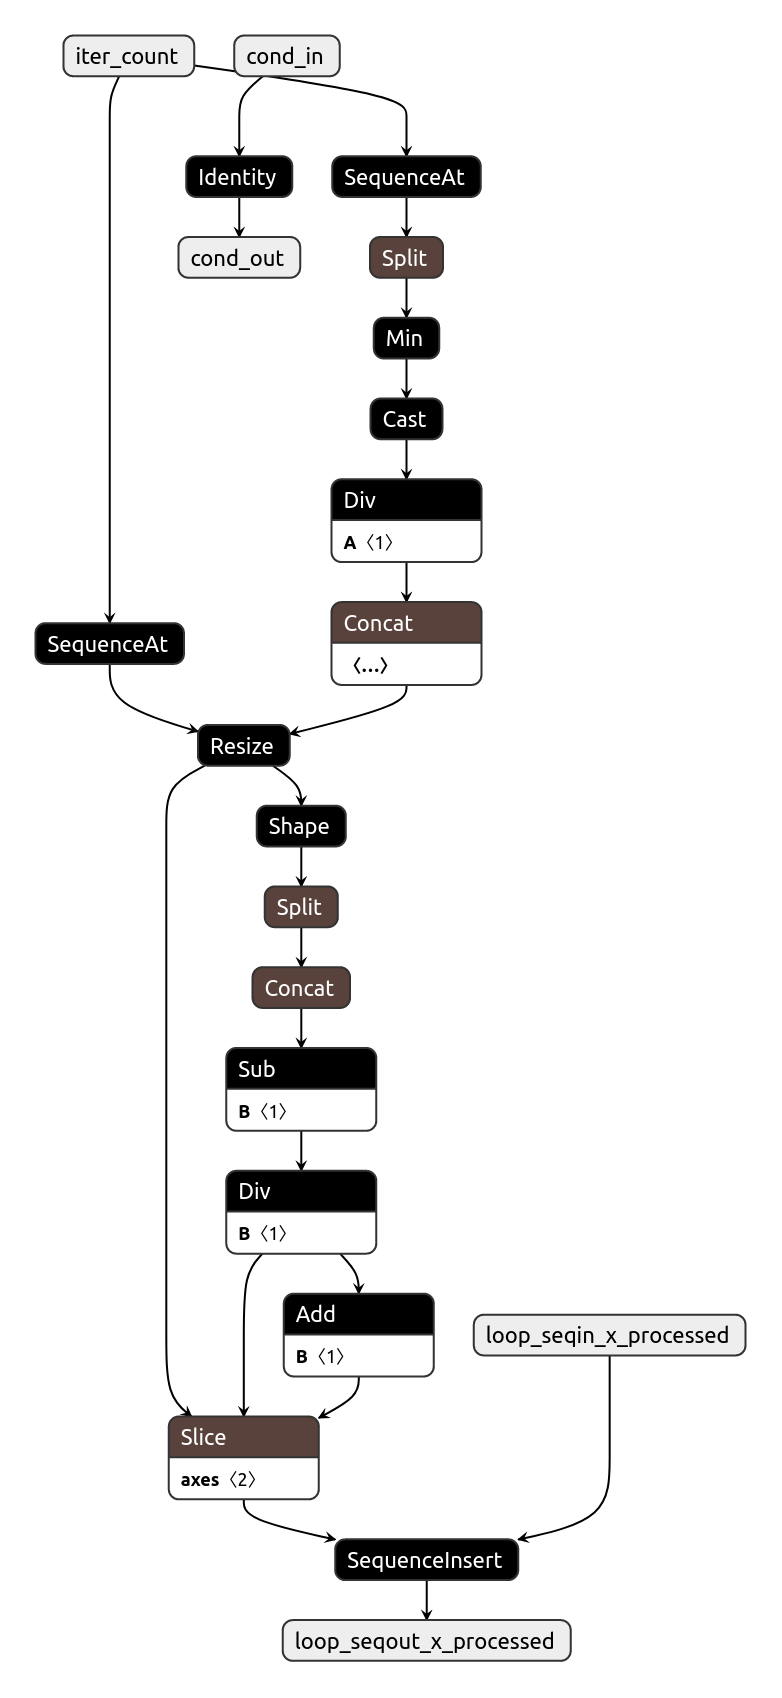 iter_count
cond_in
Identity
SequenceAt
cond_out
Split
Min
Cast
Div
A ⟨1⟩
Concat
⟨…⟩
SequenceAt
Resize
Shape
Split
Concat
Sub
B ⟨1⟩
Div
B ⟨1⟩
Add
B ⟨1⟩
loop_seqin_x_processed
Slice
axes ⟨2⟩
SequenceInsert
loop_seqout_x_processed